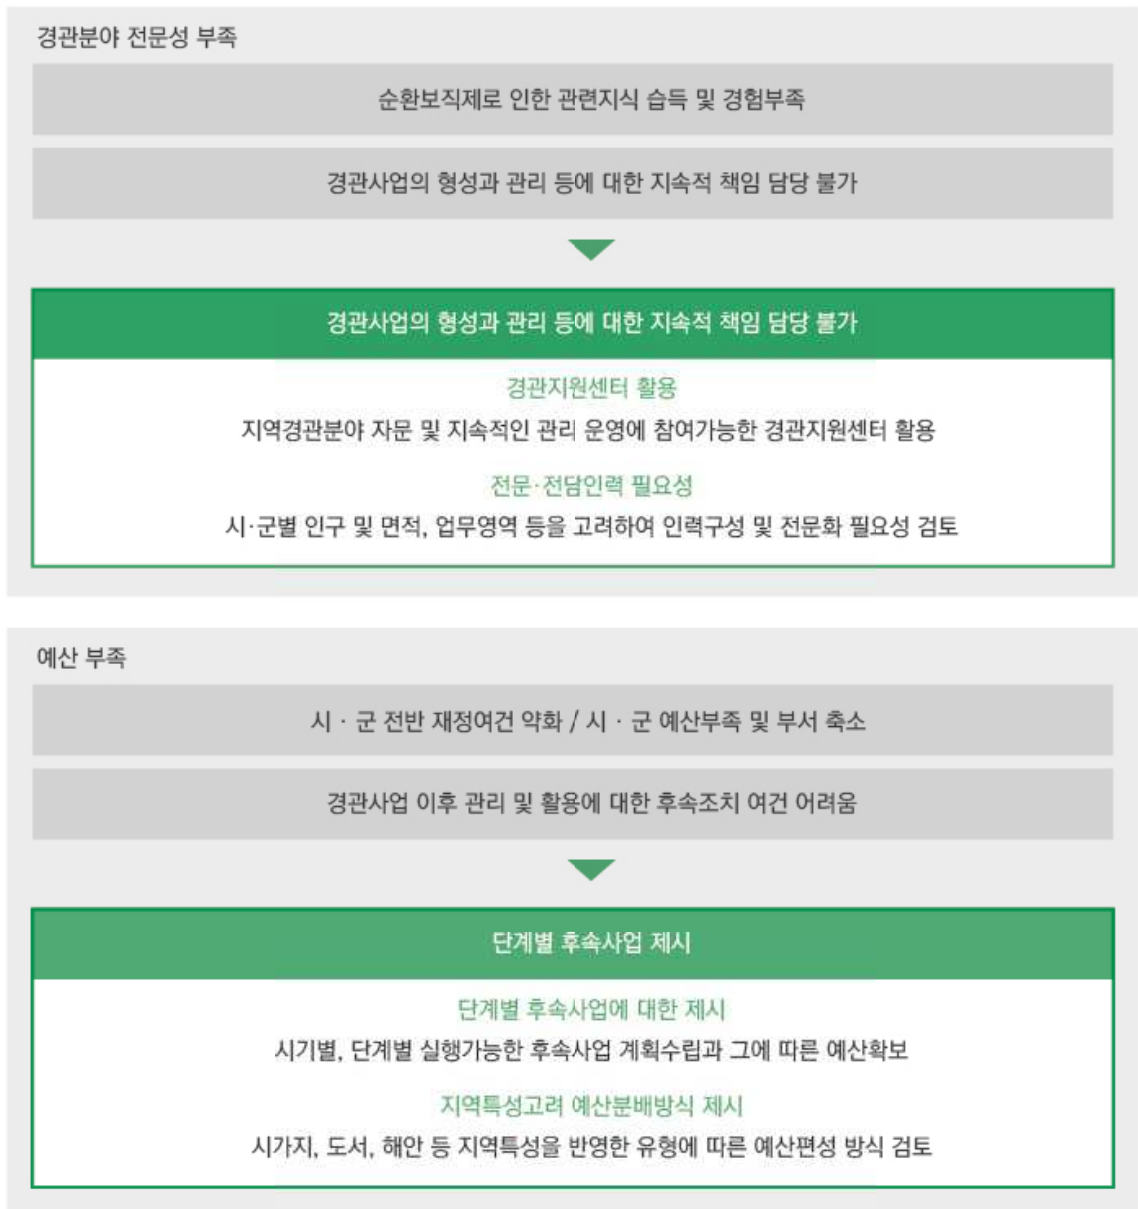 경관분야 전문성 부족
순환보직제로 인한 관련지식 습득 및 경험부족
경관사업의 형성과 관리 등에 대한 지속적 책임 담당 불가
경관사업의 형성과 관리 등에 대한 지속적 책임 담당 불가
경관지원센터 활용
지역경관분야 자문 및 지속적인 관리 운영에 참여가능한 경관지원센터 활용
전문·전담인력 필요성
시·군별 인구 및 면적, 업무영역 등을 고려하여 인력구성 및 전문화 필요성 검토
예산 부족
시 · 군 전반 재정여건 약화 / 시 · 군 예산부족 및 부서 축소
경관사업 이후 관리 및 활용에 대한 후속조치 여건 어려움
단계별 후속사업 제시
단계별 후속사업에 대한 제시
시기별, 단계별 실행가능한 후속사업 계획수립과 그에 따른 예산확보
지역특성고려 예산분배방식 제시
시가지, 도서, 해안 등 지역특성을 반영한 유형에 따른 예산편성 방식 검토